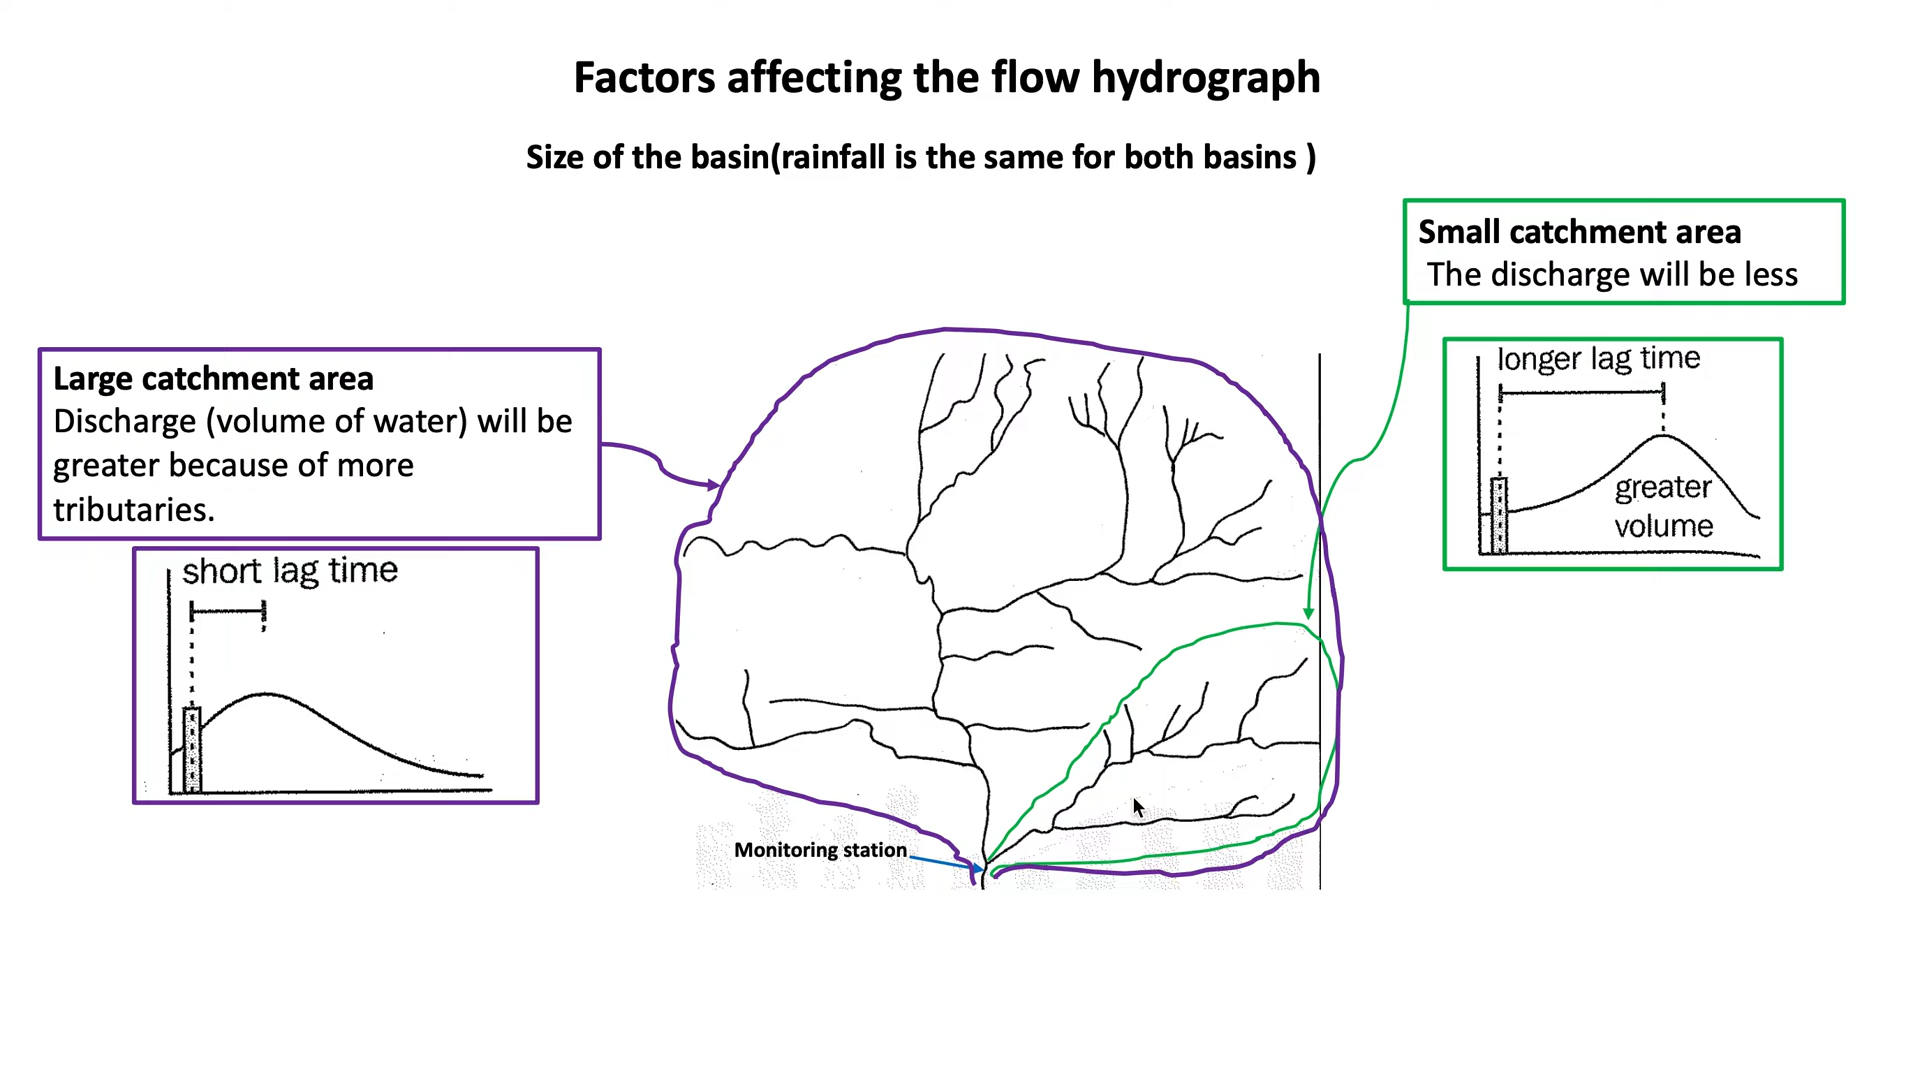 Factors affecting the flow hydrograph
Size of the basin(rainfall is the same for both basins )
Small catchment area
The discharge will be less
longer lag time
greater
volume
Large catchment area
Discharge (volume of water) will be
greater because of more
tributaries.
short lag time
Monitoring station